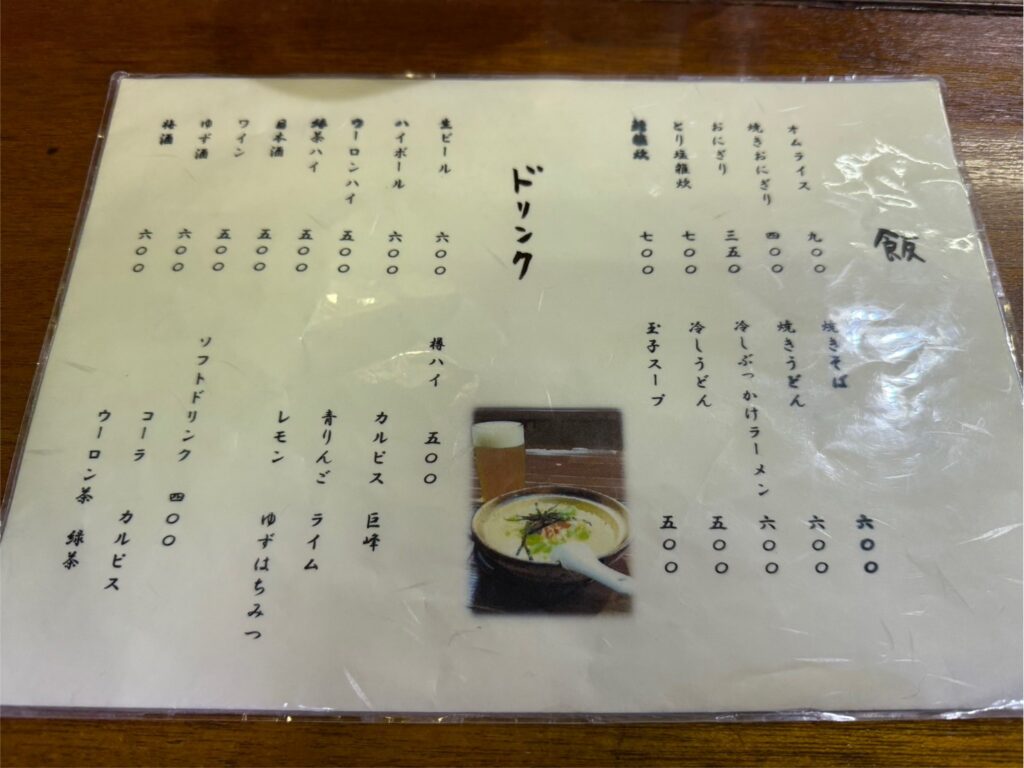 飯
オムライス 九〇〇
焼きおにぎり 四〇〇
おにぎり 三五〇
とり塩雑炊 七〇〇
雑炊 七〇〇
焼きそば 六〇〇
焼きうどん 六〇〇
冷しぶっかけラーメン 六〇〇
冷しうどん 五〇〇
玉子スープ 五〇〇
ドリンク
生ビール 六〇〇
ハイボール 六〇〇
ウーロンハイ 五〇〇
緑茶ハイ 五〇〇
日本酒 五〇〇
ワイン 五〇〇
ゆず酒 六〇〇
梅酒 六〇〇
樽ハイ 五〇〇
カルピス 巨峰
青りんご ライム
レモン ゆずはちみつ
ソフトドリンク 四〇〇
コーラ カルピス
ウーロン茶 緑茶